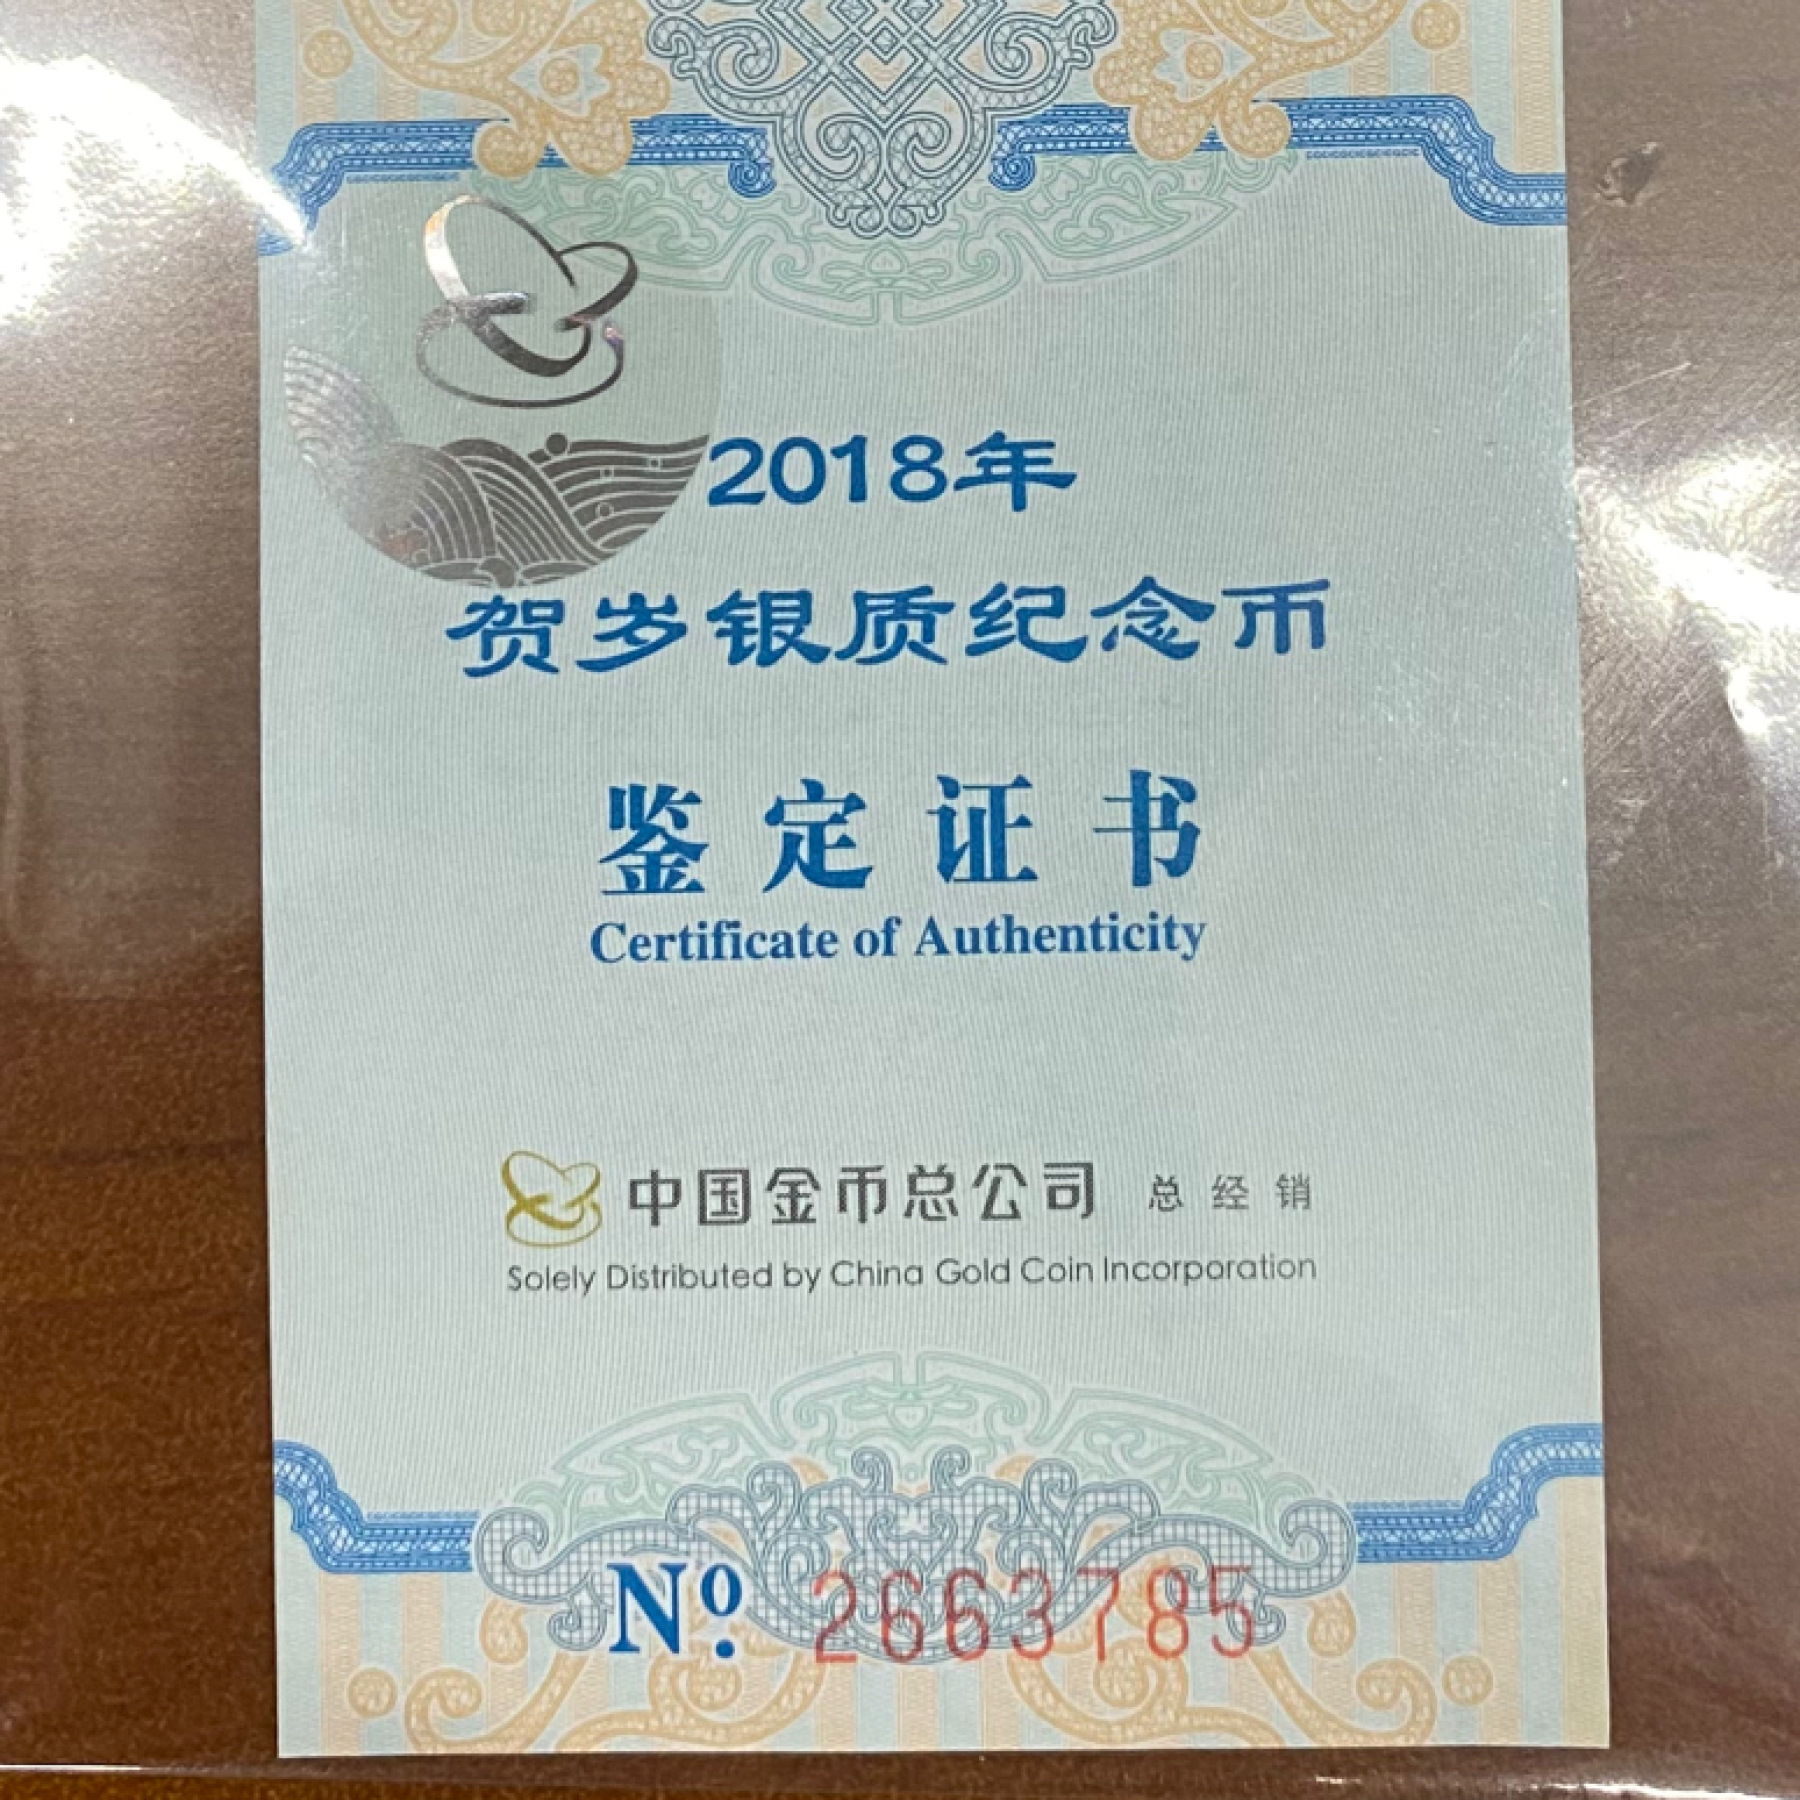 2018年
贺岁银质纪念币
鉴定证书
Certificate of Authenticity
中国金币总公司 总经销
Solely Distributed by China Gold Coin Incorporation
Nº. 2663785